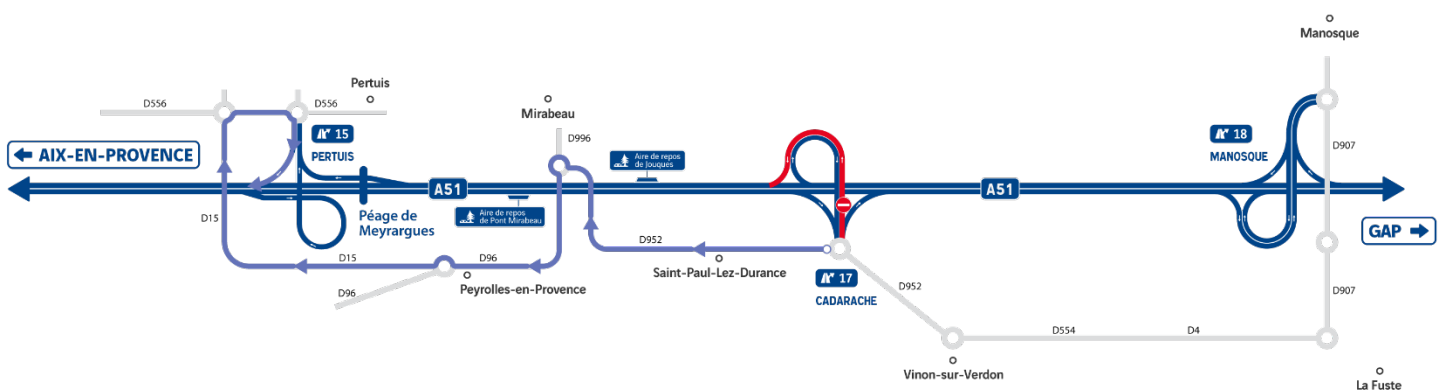 Manosque
D556
D556
Pertuis
Mirabeau
D996
15
PERTUIS
18
MANOSQUE
D907
← AIX-EN-PROVENCE
Aire de repos
de Jouques
A51
A51
Péage de
Meyrargues
Aire de repos
de Pont Mirabeau
D15
GAP →
D952
D15
D96
Saint-Paul-Lez-Durance
Peyrolles-en-Provence
D96
17
CADARACHE
D952
D907
D554
D4
Vinon-sur-Verdon
La Fuste